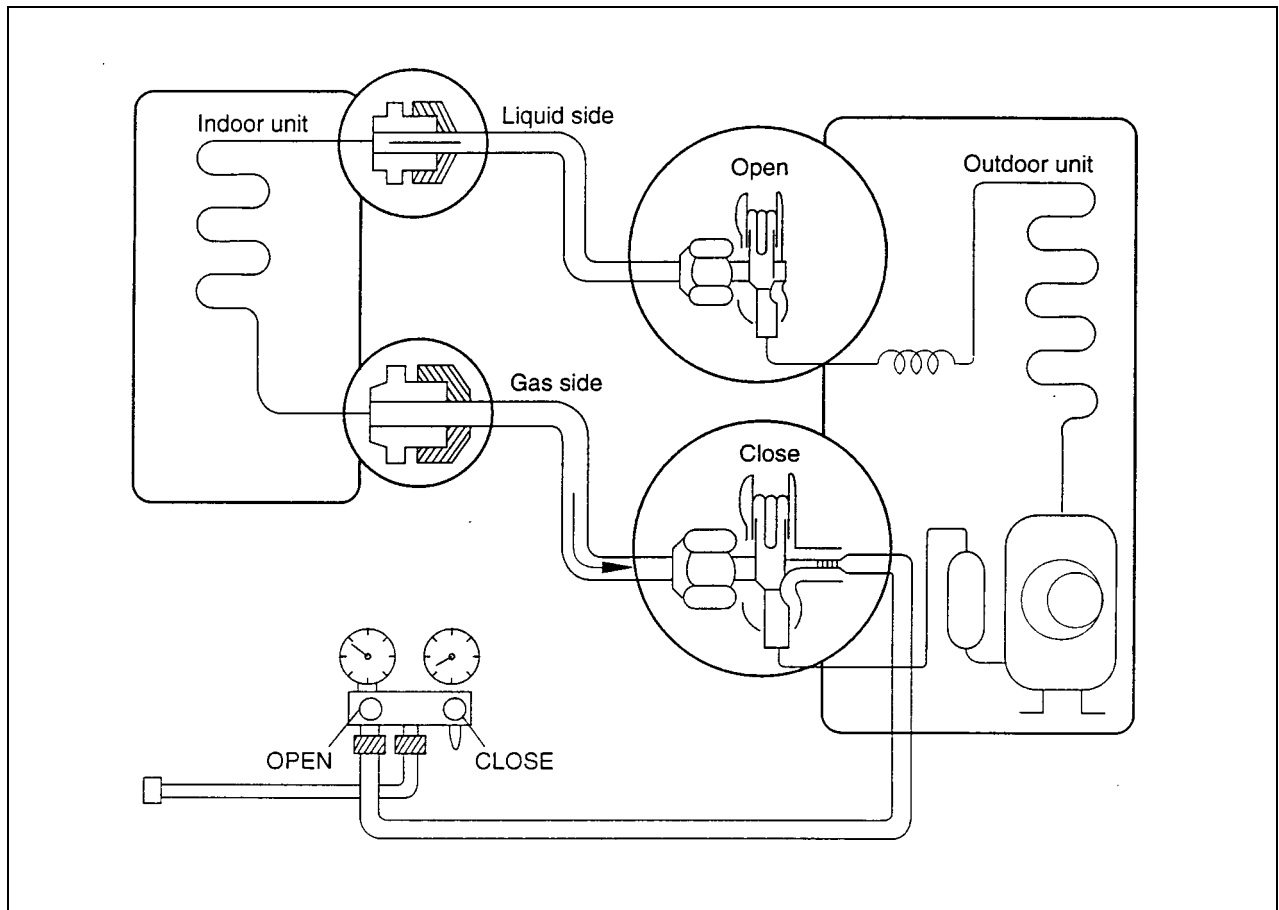 Indoor unit
Liquid side
Open
Outdoor unit
Gas side
Close
OPEN
CLOSE